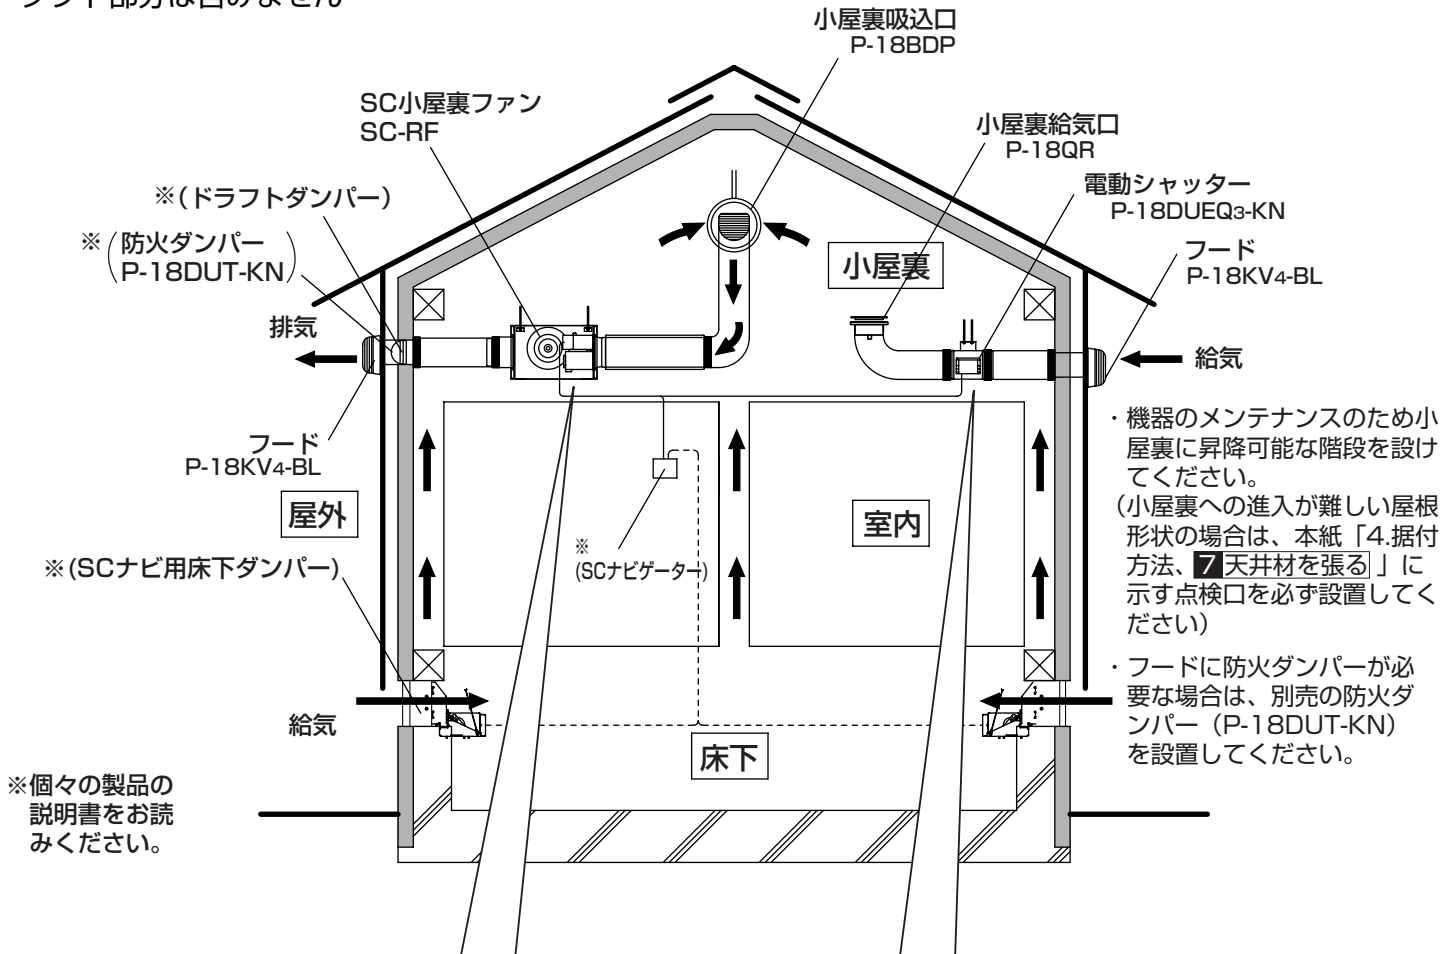 小屋裏吸込口
P-18BDP
SC小屋裏ファン
SC-RF
小屋裏給気口
P-18QR
電動シャッター
P-18DUEQ3-KN
※(ドラフトダンパー)
※(防火ダンパー
P-18DUT-KN)
フード
P-18KV4-BL
小屋裏
排気
給気
フード
P-18KV4-BL
屋外
室内
※
(SCナビゲーター)
※(SCナビ用床下ダンパー)
給気
床下
※個々の製品の
説明書をお読
みください。
・機器のメンテナンスのため小
屋裏に昇降可能な階段を設け
てください。
(小屋裏への進入が難しい屋根
形状の場合は、本紙「4.据付
方法、7天井材を張る」に
示す点検口を必ず設置してく
ださい)
・フードに防火ダンパーが必
要な場合は、別売の防火ダ
ンパー(P-18DUT-KN)
を設置してください。